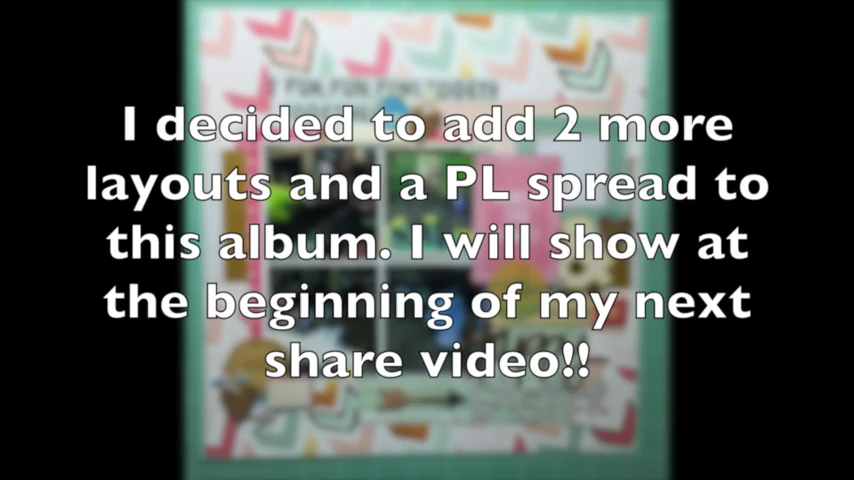 I decided to add 2 more
layouts and a PL spread to
this album. I will show at
the beginning of my next
share video!!